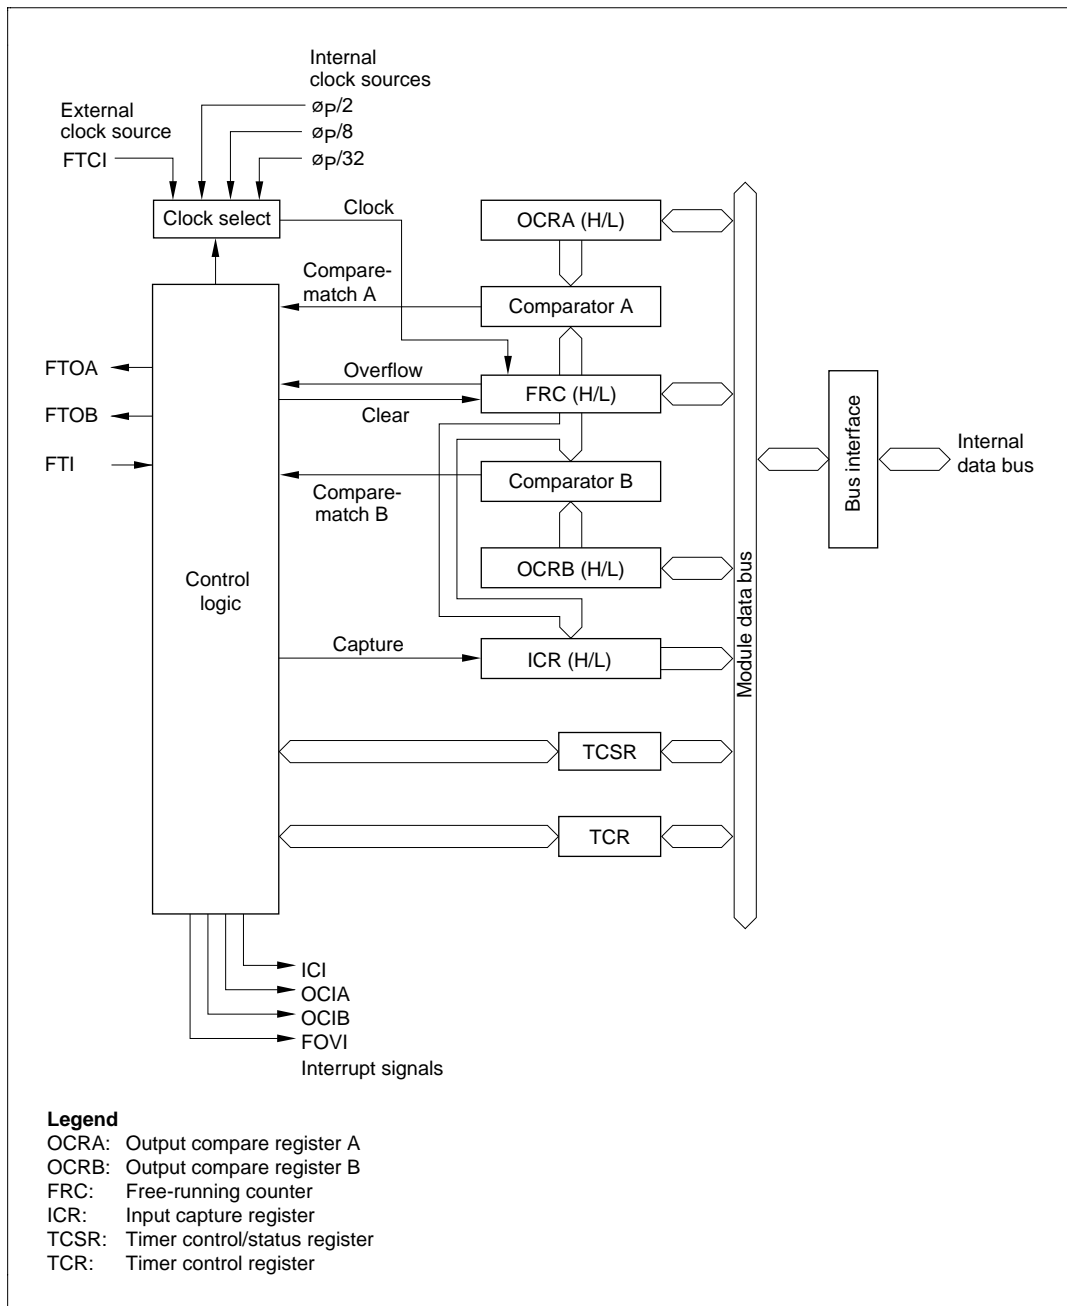 Internal
clock sources
External
clock source
øP/2
øP/8
øP/32
FTCI
Clock select
Clock
OCRA (H/L)
Compare-
match A
Comparator A
FTOA
Overflow
FRC (H/L)
FTOB
Clear
FTI
Comparator B
Compare-
match B
Bus interface
Internal
data bus
Control
logic
OCRB (H/L)
Module data bus
Capture
ICR (H/L)
TCSR
TCR
ICI
OCIA
OCIB
FOVI
Interrupt signals
Legend
OCRA: Output compare register A
OCRB: Output compare register B
FRC: Free-running counter
ICR: Input capture register
TCSR: Timer control/status register
TCR: Timer control register